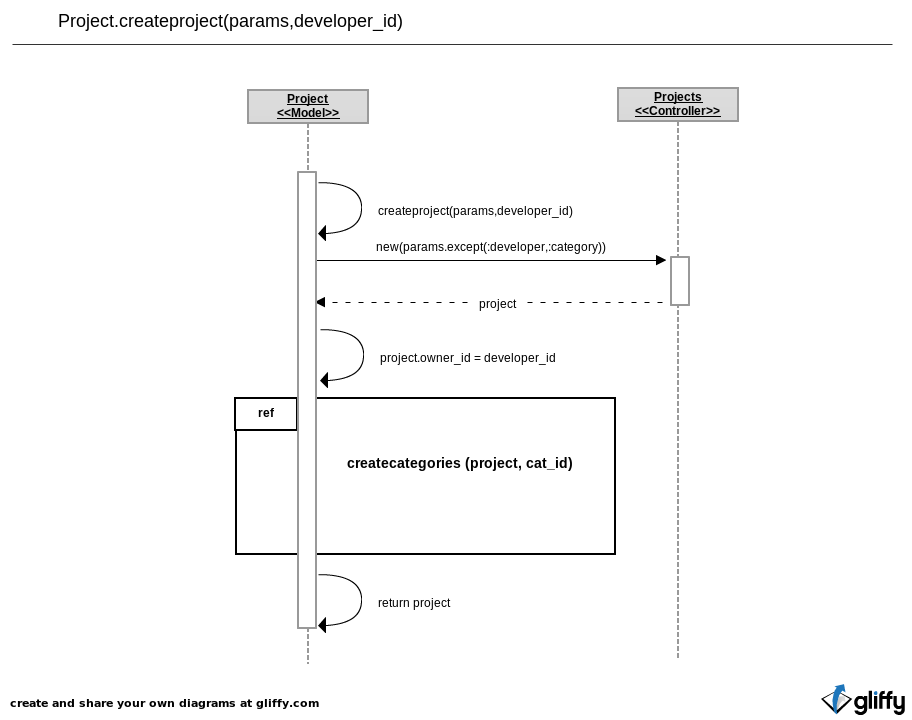 Project.createproject(params,developer_id)
Project
<<Model>>
Projects
<<Controller>>
createproject(params,developer_id)
new(params.except(:developer,:category))
project
project.owner_id = developer_id
ref
createcategories (project, cat_id)
return project
create and share your own diagrams at gliffy.com
gliffy